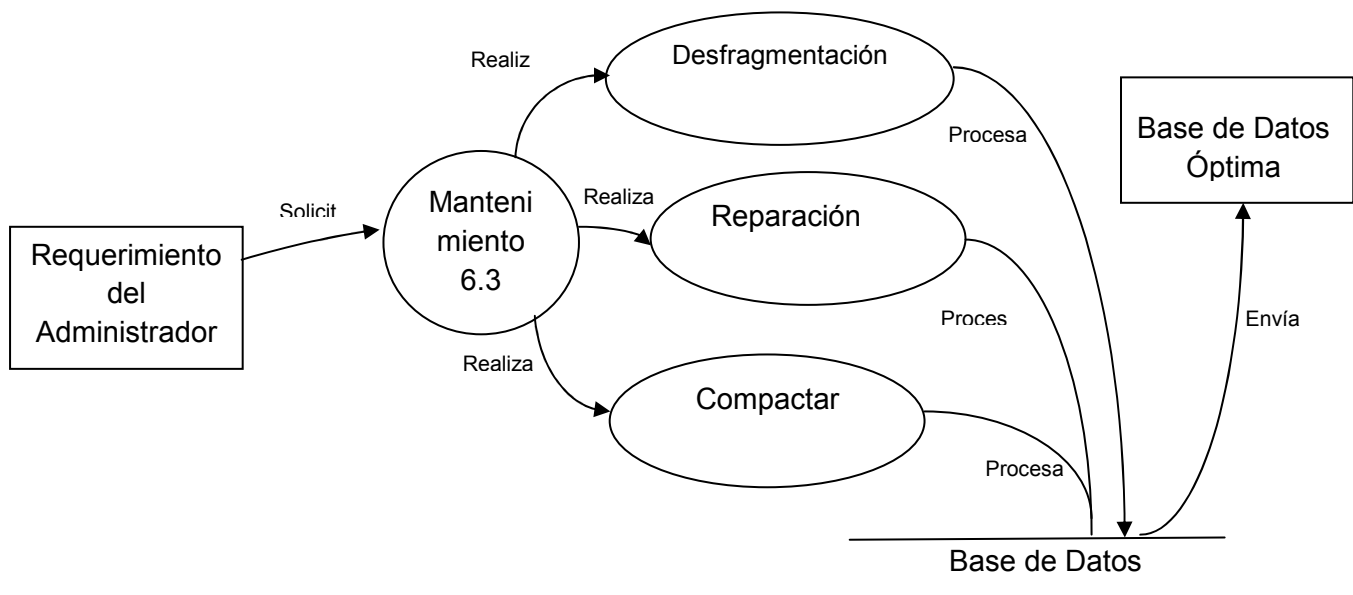 Realiz
Desfragmentación
Procesa
Base de Datos
Óptima
Solicit
Manteni
miento
6.3
Realiza
Reparación
Requerimiento
del
Administrador
Proces
Envía
Realiza
Compactar
Procesa
Base de Datos